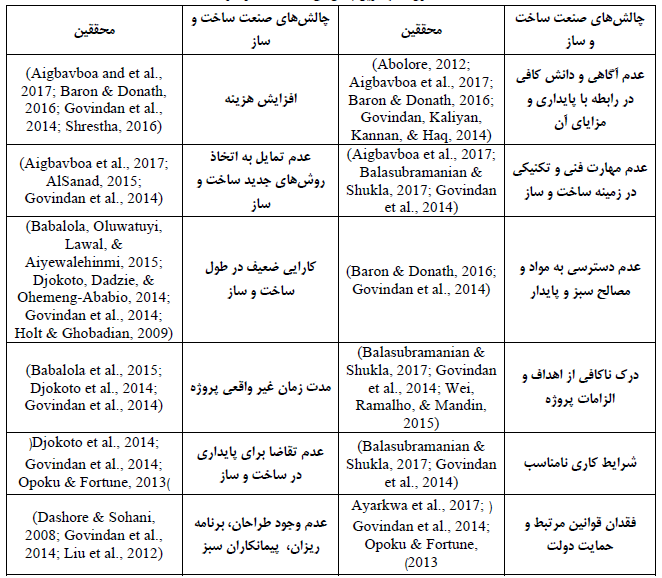 چالش‌های صنعت ساخت
و ساز
محققین
چالش‌های صنعت ساخت و
ساز
محققین
عدم آگاهی و دانش کافی
در رابطه با پایداری و
مزایای آن
(Abolore, 2012;
Aigbavboa et al., 2017;
Baron & Donath, 2016;
Govindan, Kaliyan,
Kannan, & Haq, 2014)
افزایش هزینه
(Aigbavboa and et al.,
2017; Baron & Donath,
2016; Govindan et al.,
2014; Shrestha, 2016)
عدم مهارت فنی و تکنیکی
در زمینه ساخت و ساز
(Aigbavboa et al., 2017;
Balasubramanian &
Shukla, 2017; Govindan
et al., 2014)
عدم تمایل به اتخاذ
روش‌های جدید ساخت و
ساز
(Aigbavboa et al., 2017;
AlSanad, 2015;
Govindan et al., 2014)
عدم دسترسی به مواد و
مصالح سبز و پایدار
(Baron & Donath, 2016;
Govindan et al., 2014)
کارایی ضعیف در طول
ساخت و ساز
(Babalola, Oluwatuyi,
Lawal, &
Aiyewalehinmi, 2015;
Djokoto, Dadzie, &
Ohemeng-Ababio, 2014;
Govindan et al., 2014;
Holt & Ghobadian, 2009)
درک ناکافی از اهداف و
الزامات پروژه
(Balasubramanian &
Shukla, 2017; Govindan
et al., 2014; Wei,
Ramalho, & Mandin,
2015)
مدت زمان غیر واقعی پروژه
(Babalola et al., 2015;
Djokoto et al., 2014;
Govindan et al., 2014)
شرایط کاری نامناسب
(Balasubramanian &
Shukla, 2017; Govindan
et al., 2014)
عدم تقاضا برای پایداری
در ساخت و ساز
)Djokoto et al., 2014;
Govindan et al., 2014;
Opoku & Fortune, 2013(
فقدان قوانین مرتبط و
حمایت دولت
Ayarkwa et al., 2017; )
Govindan et al., 2014;
Opoku & Fortune,
(2013
عدم وجود طراحان، برنامه
ریزان، پیمانکاران سبز
(Dashore & Sohani,
2008; Govindan et al.,
2014; Liu et al., 2012)